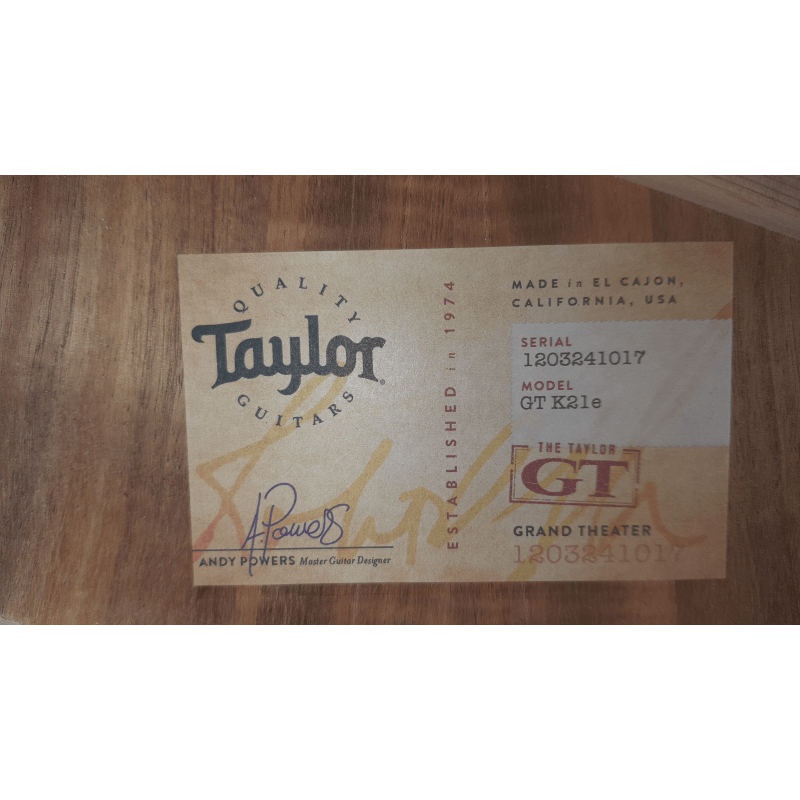 QUALITY
Taylor
GUITARS
A. Powers
ANDY POWERS Master Guitar Designer
ESTABLISHED in 1974
MADE in EL CAJON,
CALIFORNIA, USA
SERIAL
1203241017
MODEL
GT K21e
THE TAYLOR
GT
GRAND THEATER
1203241017